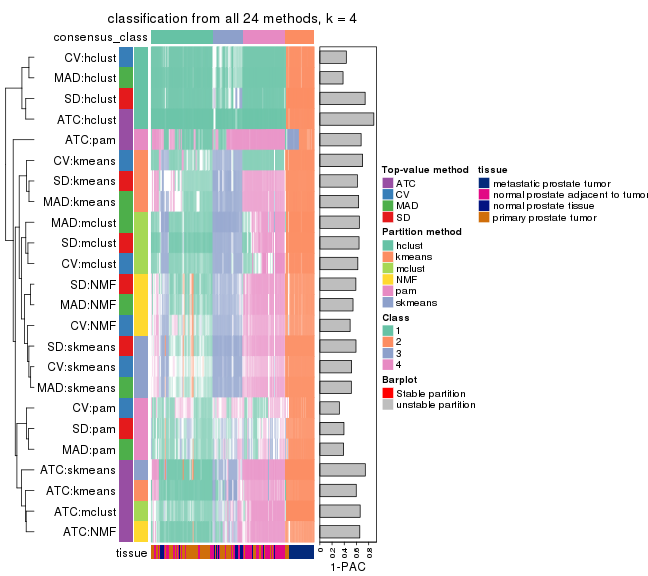 classification from all 24 methods, k = 4
consensus_class
CV:hclust
MAD:hclust
SD:hclust
ATC:hclust
ATC:pam
CV:kmeans
SD:kmeans
MAD:kmeans
MAD:mclust
SD:mclust
CV:mclust
SD:NMF
MAD:NMF
CV:NMF
SD:skmeans
CV:skmeans
MAD:skmeans
CV:pam
SD:pam
MAD:pam
ATC:skmeans
ATC:kmeans
ATC:mclust
ATC:NMF
tissue
0 0.2 0.4 0.6 0.8
1-PAC
Top-value method
ATC
CV
MAD
SD
Partition method
hclust
kmeans
mclust
NMF
pam
skmeans
Class
1
2
3
4
Barplot
Stable partition
unstable partition
tissue
metastatic prostate tumor
normal prostate adjacent to tumor
normal prostate tissue
primary prostate tumor